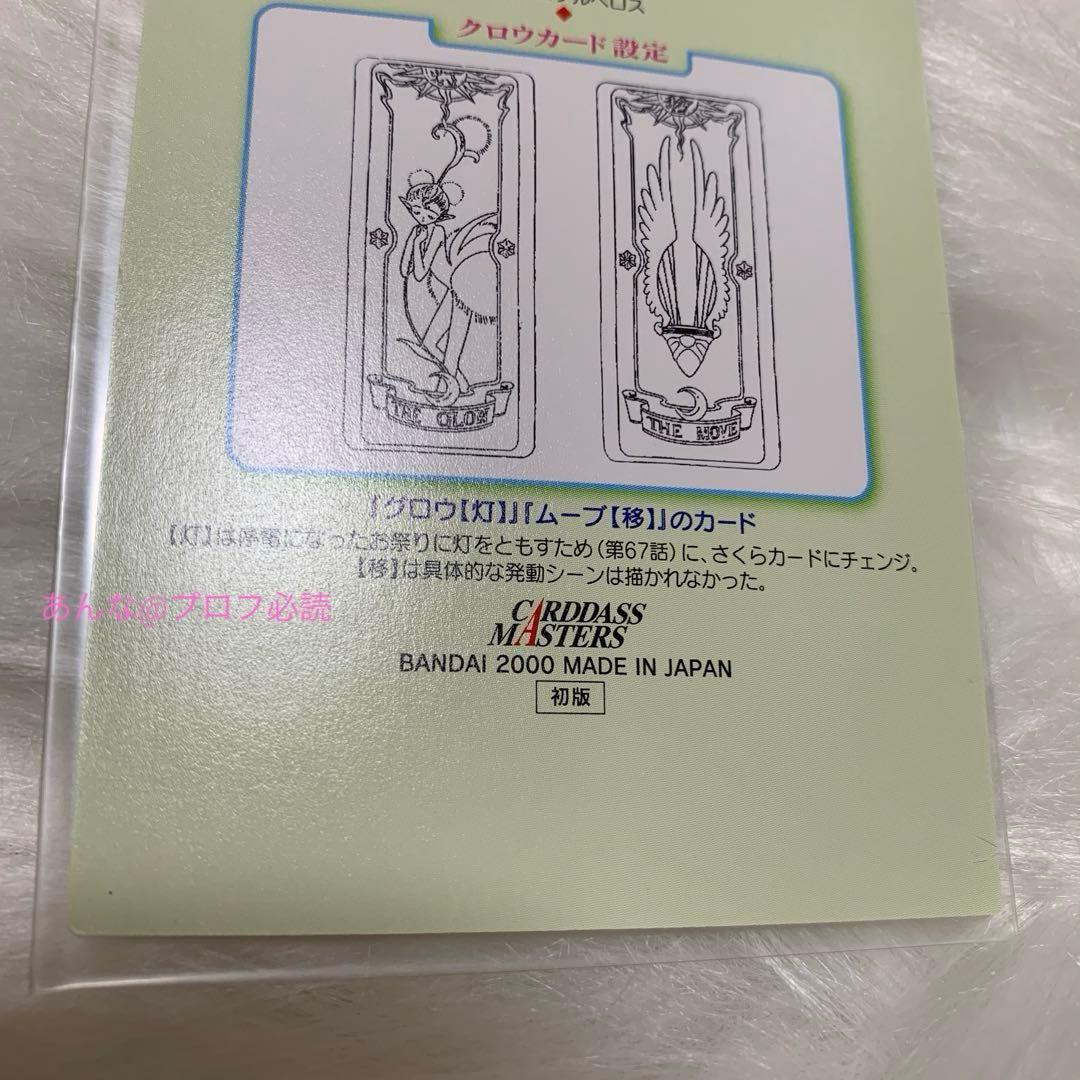 ルベロス
クロウカード設定
THE GLOW
THE MOVE
『グロウ【灯】』『ムーブ【移】』のカード
【灯】は停電になったお祭りに灯をともすため(第67話)に、さくらカードにチェンジ。
【移】は具体的な発動シーンは描かれなかった。
あんな@プロフ必読
CARDDASS
MASTERS
BANDAI 2000 MADE IN JAPAN
初版